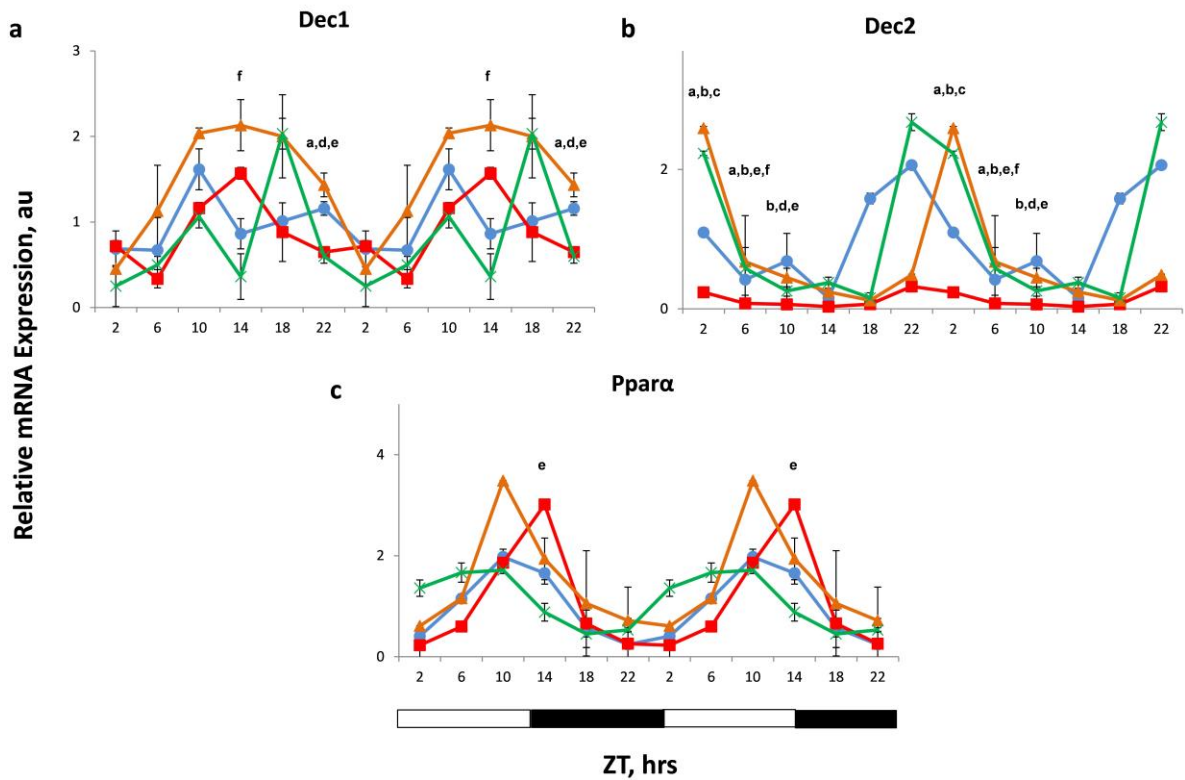 a
Dec1
3
2
1
0
f
a,d,e
f
a,d,e
2 6 10 14 18 22 2 6 10 14 18 22
b
Dec2
2
0
a,b,c
a,b,e,f
b,d,e
a,b,c
a,b,e,f
b,d,e
2 6 10 14 18 22 2 6 10 14 18 22
Relative mRNA Expression, au
c
Pparα
4
2
0
e
e
2 6 10 14 18 22 2 6 10 14 18 22
ZT, hrs